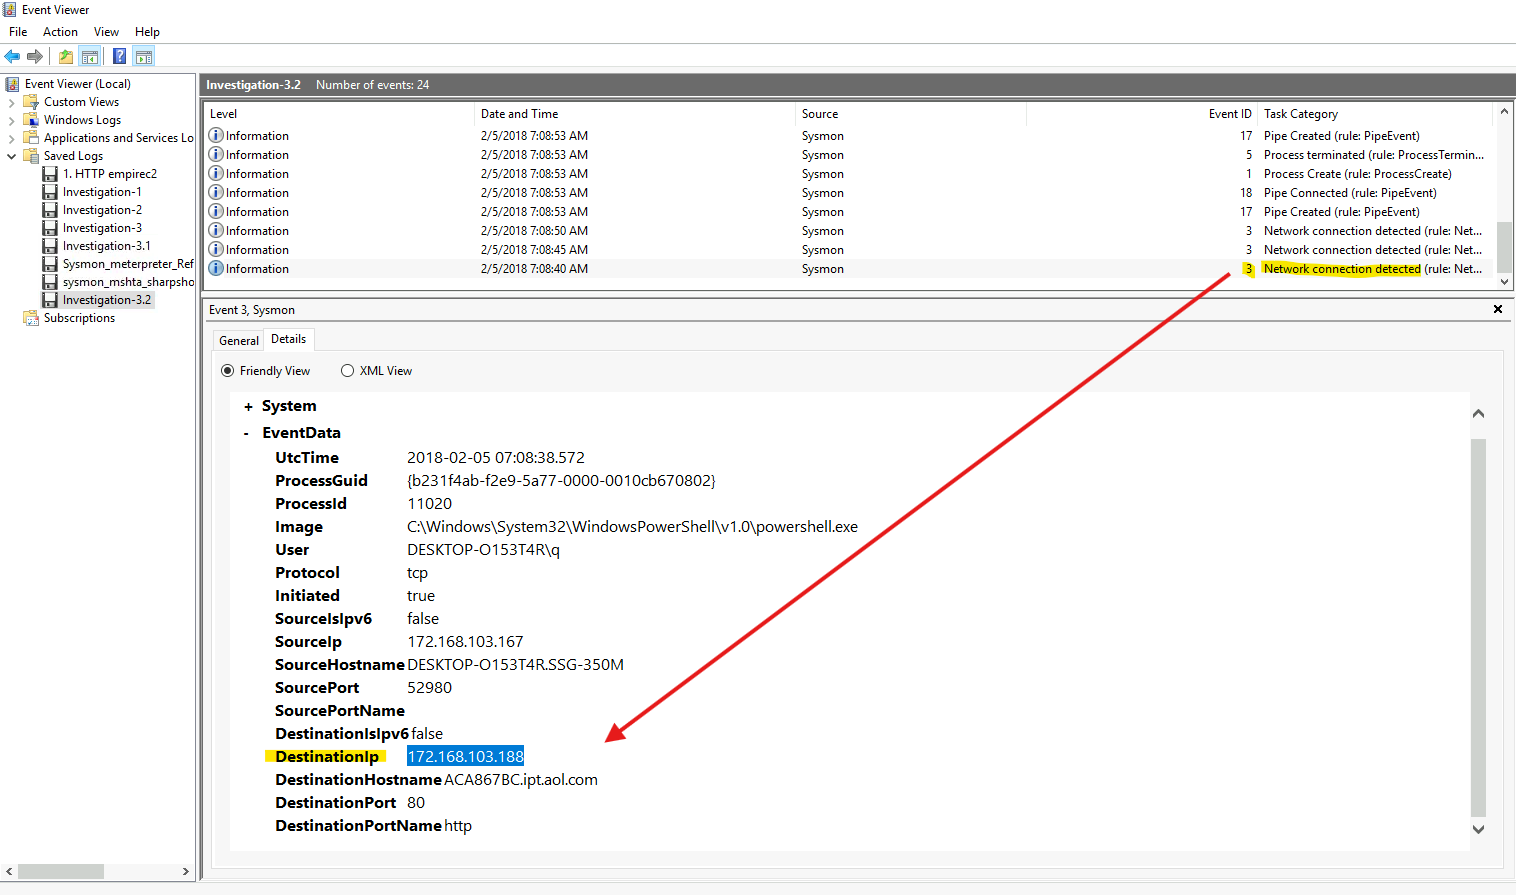 Event Viewer
File Action View Help
Event Viewer (Local)
Custom Views
Windows Logs
Applications and Services Lo
Saved Logs
1. HTTP empirec2
Investigation-1
Investigation-2
Investigation-3
Investigation-3.1
Sysmon_meterpreter_Ref
sysmon_mshta_sharpsho
Investigation-3.2
Subscriptions
Investigation-3.2 Number of events: 24
Level Date and Time Source Event ID Task Category
Information 2/5/2018 7:08:53 AM Sysmon 17 Pipe Created (rule: PipeEvent)
Information 2/5/2018 7:08:53 AM Sysmon 5 Process terminated (rule: ProcessTermin...
Information 2/5/2018 7:08:53 AM Sysmon 1 Process Create (rule: ProcessCreate)
Information 2/5/2018 7:08:53 AM Sysmon 18 Pipe Connected (rule: PipeEvent)
Information 2/5/2018 7:08:53 AM Sysmon 17 Pipe Created (rule: PipeEvent)
Information 2/5/2018 7:08:50 AM Sysmon 3 Network connection detected (rule: Net...
Information 2/5/2018 7:08:45 AM Sysmon 3 Network connection detected (rule: Net...
Information 2/5/2018 7:08:40 AM Sysmon 3 Network connection detected (rule: Net...
Event 3, Sysmon
General Details
Friendly View XML View
+ System
- EventData
UtcTime 2018-02-05 07:08:38.572
ProcessGuid {b231f4ab-f2e9-5a77-0000-0010cb670802}
ProcessId 11020
Image C:\Windows\System32\WindowsPowerShell\v1.0\powershell.exe
User DESKTOP-O153T4R\q
Protocol tcp
Initiated true
SourceIsIpv6 false
SourceIp 172.168.103.167
SourceHostname DESKTOP-O153T4R.SSG-350M
SourcePort 52980
SourcePortName
DestinationIsIpv6 false
DestinationIp 172.168.103.188
DestinationHostname ACA867BC.ipt.aol.com
DestinationPort 80
DestinationPortName http